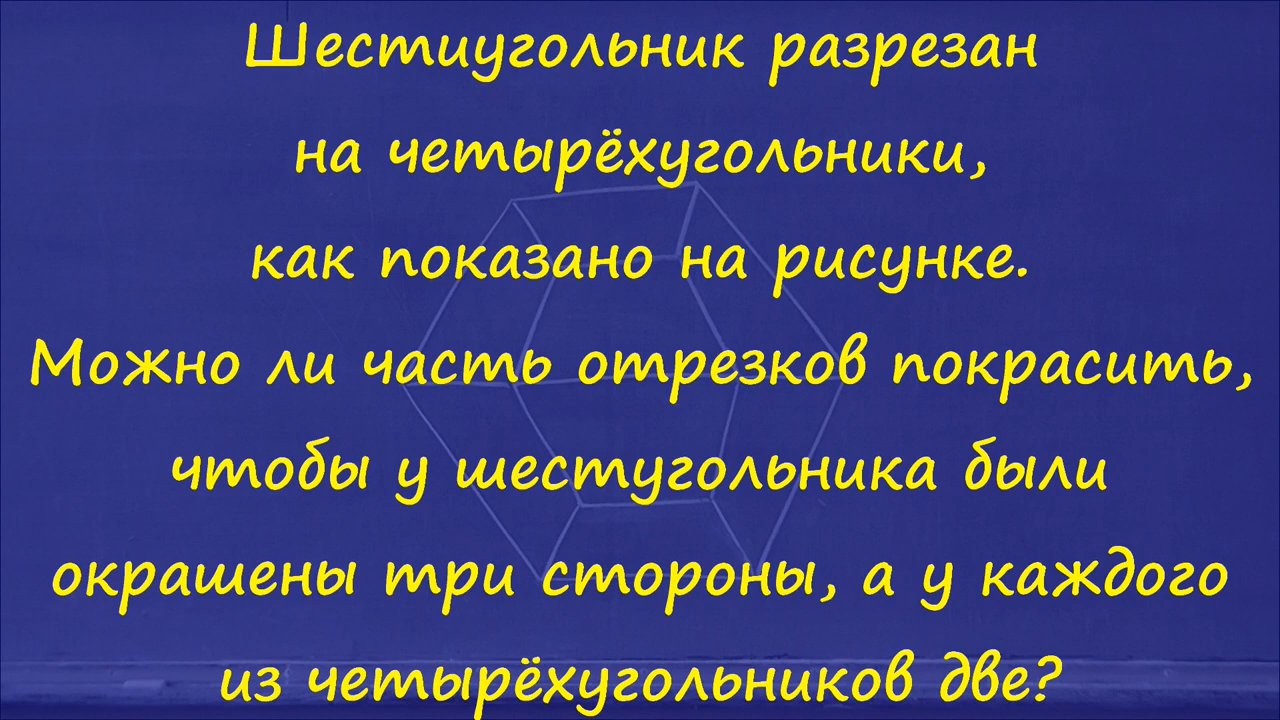 Шестиугольник разрезан
на четырёхугольники,
как показано на рисунке.
Можно ли часть отрезков покрасить,
чтобы у шестугольника были
окрашены три стороны, а у каждого
из четырёхугольников две?